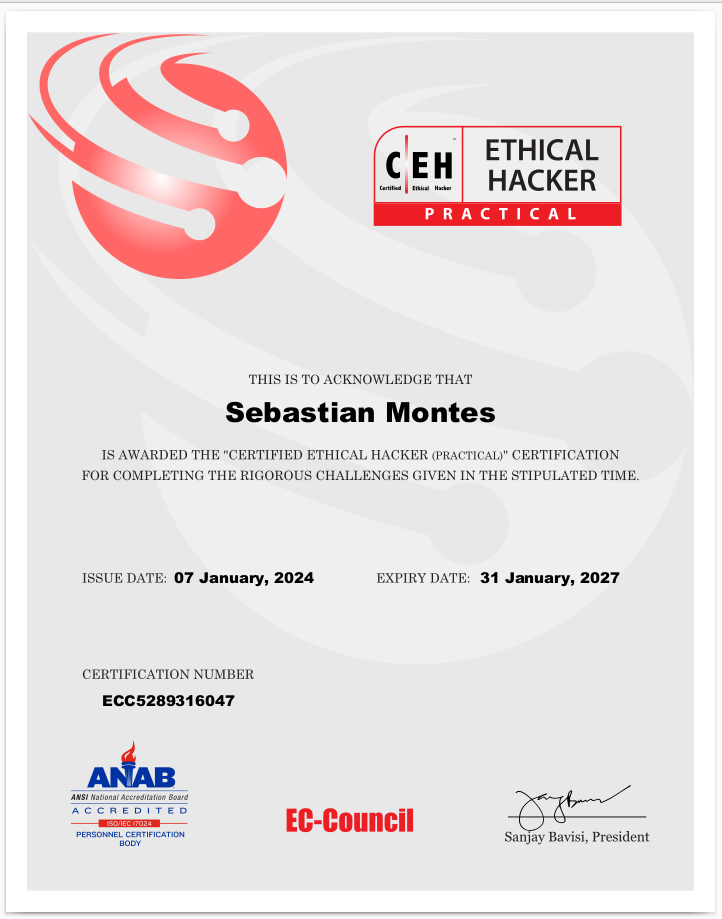 C|EH™
Certified Ethical Hacker
ETHICAL
HACKER
PRACTICAL
THIS IS TO ACKNOWLEDGE THAT
Sebastian Montes
IS AWARDED THE "CERTIFIED ETHICAL HACKER (PRACTICAL)" CERTIFICATION
FOR COMPLETING THE RIGOROUS CHALLENGES GIVEN IN THE STIPULATED TIME.
ISSUE DATE: 07 January, 2024 EXPIRY DATE: 31 January, 2027
CERTIFICATION NUMBER
ECC5289316047
ANAB
ANSI National Accreditation Board
ACCREDITED
ISO/IEC 17024
PERSONNEL CERTIFICATION
BODY
EC-Council
Sanjay Bavisi, President